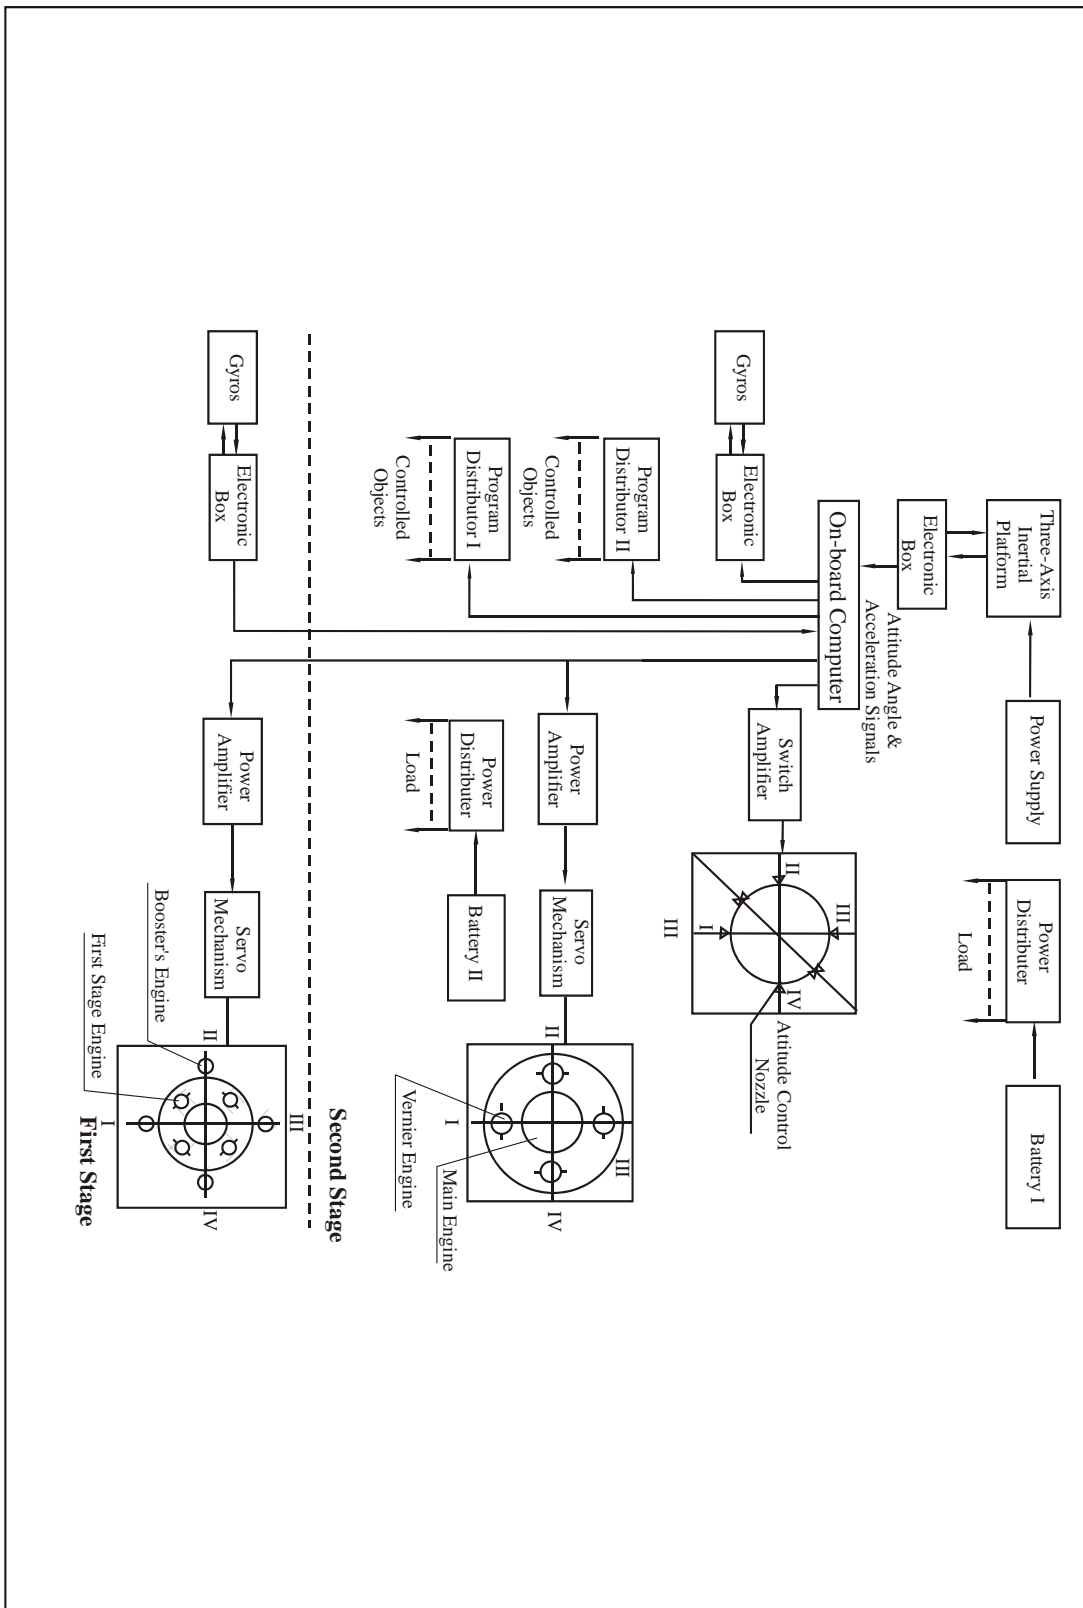 Three-Axis
Inertial
Platform
Power Supply
Power
Distributer
Battery I
Load
Electronic
Box
Attitude Angle &
Acceleration Signals
On-board Computer
Gyros
Electronic
Box
Switch
Amplifier
III
II
IV
I
III
Attitude Control
Nozzle
Program
Distributor II
Controlled
Objects
Power
Amplifier
Servo
Mechanism
II
III
I
IV
Vernier Engine
Main Engine
Program
Distributor I
Controlled
Objects
Power
Distributer
Battery II
Load
Second Stage
Gyros
Electronic
Box
Power
Amplifier
Servo
Mechanism
II
III
I
IV
Booster's Engine
First Stage Engine
First Stage